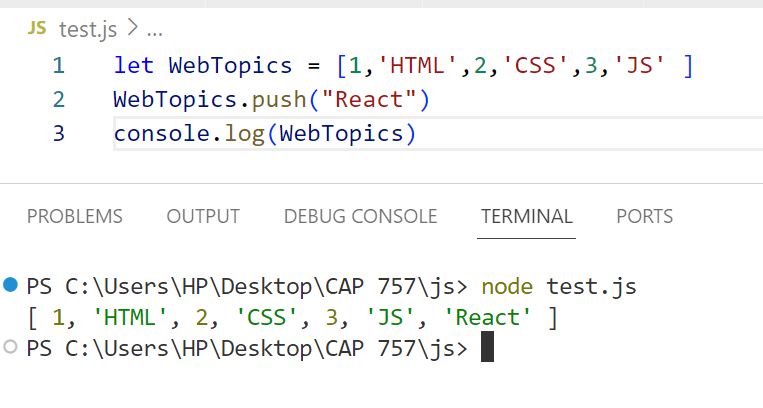 JS test.js > ...
1 let WebTopics = [1,'HTML',2,'CSS',3,'JS' ]
2 WebTopics.push("React")
3 console.log(WebTopics)
PROBLEMS OUTPUT DEBUG CONSOLE TERMINAL PORTS
PS C:\Users\HP\Desktop\CAP 757\js> node test.js
[ 1, 'HTML', 2, 'CSS', 3, 'JS', 'React' ]
PS C:\Users\HP\Desktop\CAP 757\js>